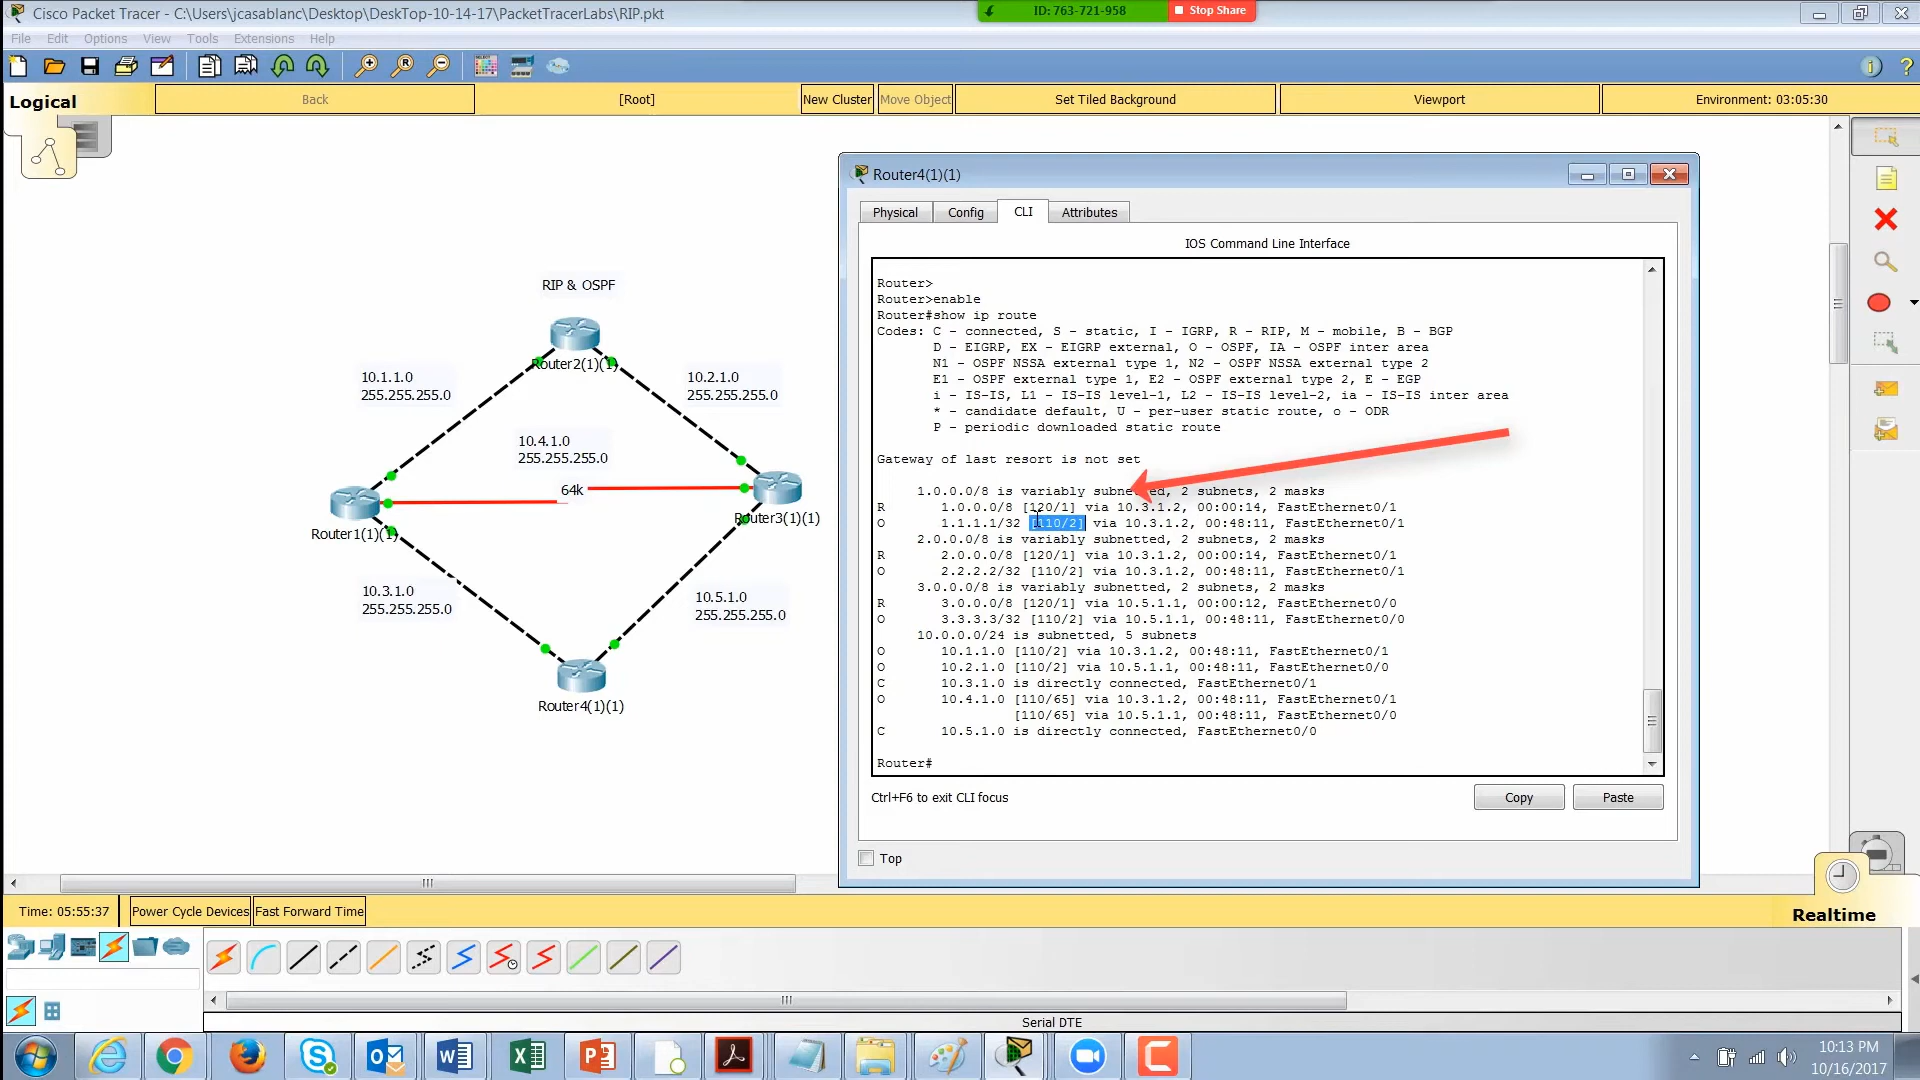 Cisco Packet Tracer - C:\Users\jcasablanc\Desktop\DeskTop-10-14-17\PacketTracerLabs\RIP.pkt
ID: 763-721-958
Stop Share
File Edit Options View Tools Extensions Help
Logical
Back
[Root]
New Cluster
Move Object
Set Tiled Background
Viewport
Environment: 03:05:30
RIP & OSPF
Router2(1)(1)
10.1.1.0
255.255.255.0
10.2.1.0
255.255.255.0
10.4.1.0
255.255.255.0
64k
Router1(1)(1)
Router3(1)(1)
10.3.1.0
255.255.255.0
10.5.1.0
255.255.255.0
Router4(1)(1)
Router4(1)(1)
Physical Config CLI Attributes
IOS Command Line Interface
Router>
Router>enable
Router#show ip route
Codes: C - connected, S - static, I - IGRP, R - RIP, M - mobile, B - BGP
D - EIGRP, EX - EIGRP external, O - OSPF, IA - OSPF inter area
N1 - OSPF NSSA external type 1, N2 - OSPF NSSA external type 2
E1 - OSPF external type 1, E2 - OSPF external type 2, E - EGP
i - IS-IS, L1 - IS-IS level-1, L2 - IS-IS level-2, ia - IS-IS inter area
* - candidate default, U - per-user static route, o - ODR
P - periodic downloaded static route
Gateway of last resort is not set
1.0.0.0/8 is variably subnetted, 2 subnets, 2 masks
R 1.0.0.0/8 [120/1] via 10.3.1.2, 00:00:14, FastEthernet0/1
O 1.1.1.1/32 [110/2] via 10.3.1.2, 00:48:11, FastEthernet0/1
2.0.0.0/8 is variably subnetted, 2 subnets, 2 masks
R 2.0.0.0/8 [120/1] via 10.3.1.2, 00:00:14, FastEthernet0/1
O 2.2.2.2/32 [110/2] via 10.3.1.2, 00:48:11, FastEthernet0/1
3.0.0.0/8 is variably subnetted, 2 subnets, 2 masks
R 3.0.0.0/8 [120/1] via 10.5.1.1, 00:00:12, FastEthernet0/0
O 3.3.3.3/32 [110/2] via 10.5.1.1, 00:48:11, FastEthernet0/0
10.0.0.0/24 is subnetted, 5 subnets
O 10.1.1.0 [110/2] via 10.3.1.2, 00:48:11, FastEthernet0/1
O 10.2.1.0 [110/2] via 10.5.1.1, 00:48:11, FastEthernet0/0
C 10.3.1.0 is directly connected, FastEthernet0/1
O 10.4.1.0 [110/65] via 10.3.1.2, 00:48:11, FastEthernet0/1
[110/65] via 10.5.1.1, 00:48:11, FastEthernet0/0
C 10.5.1.0 is directly connected, FastEthernet0/0
Router#
Ctrl+F6 to exit CLI focus
Copy
Paste
Top
Time: 05:55:37
Power Cycle Devices
Fast Forward Time
Realtime
Serial DTE
10:13 PM
10/16/2017